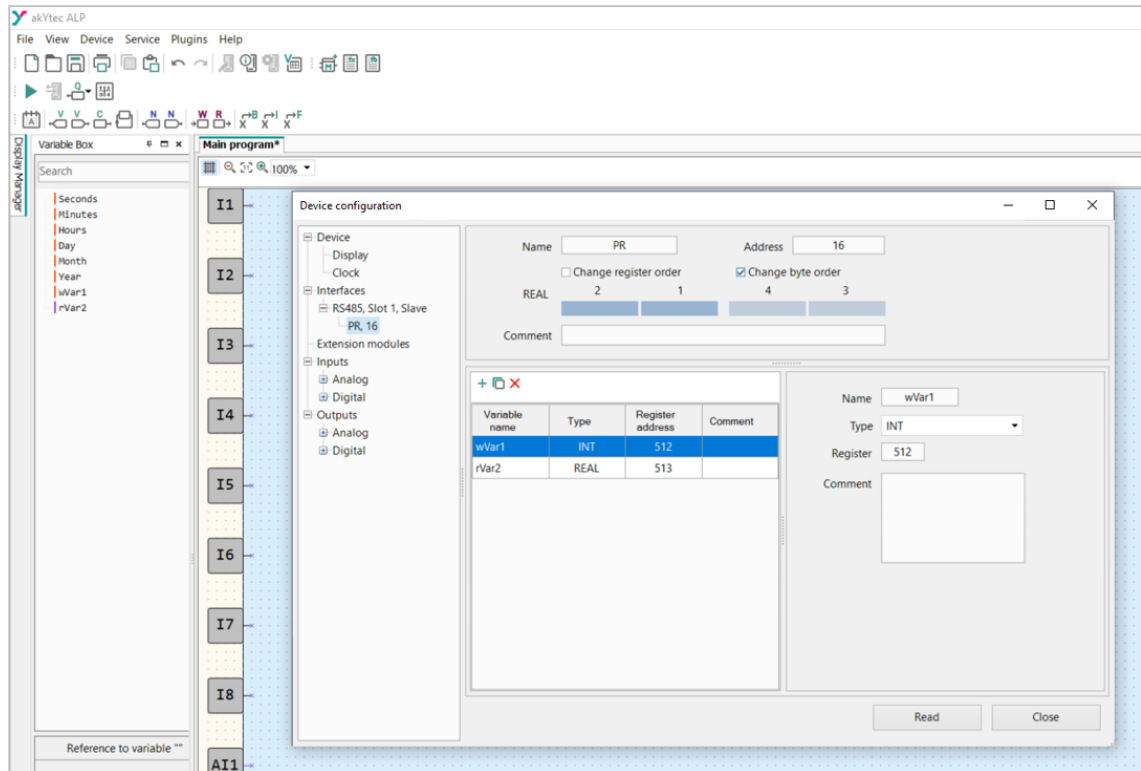 akYtec ALP
File View Device Service Plugins Help
Display Manager
Variable Box
Search
Seconds
Minutes
Hours
Day
Month
Year
wVar1
rVar2
Reference to variable ""
Main program*
100%
I1
I2
I3
I4
I5
I6
I7
I8
AI1
Device configuration
Device
Display
Clock
Interfaces
RS485, Slot 1, Slave
PR, 16
Extension modules
Inputs
Analog
Digital
Outputs
Analog
Digital
Name PR Address 16
Change register order Change byte order
REAL 2 1 4 3
Comment
Variable name Type Register address Comment
wVar1 INT 512
rVar2 REAL 513
Name wVar1
Type INT
Register 512
Comment
Read Close